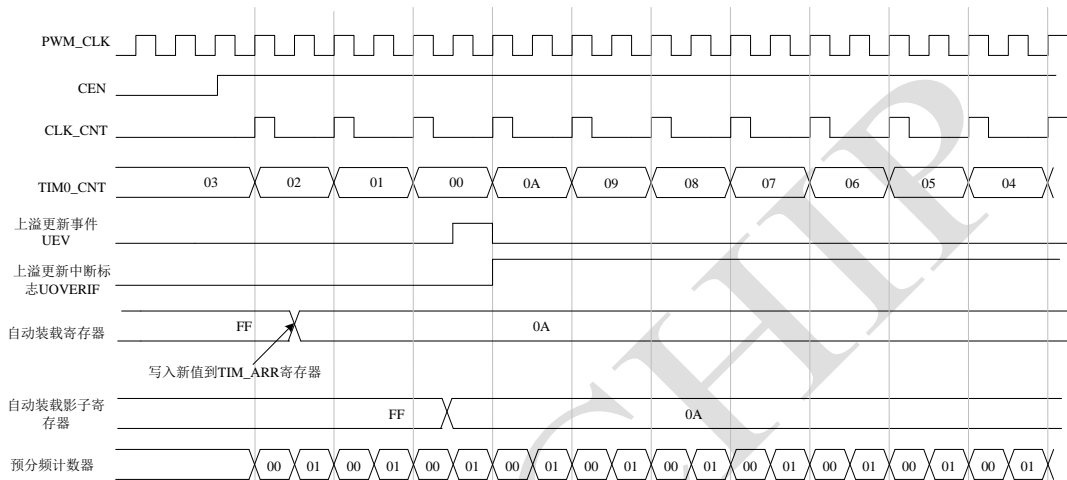 PWM_CLK
CEN
CLK_CNT
TIM0_CNT 03 02 01 00 0A 09 08 07 06 05 04
上溢更新事件
UEV
上溢更新中断标
志UOVERIF
自动装载寄存器 FF 0A
写入新值到TIM_ARR寄存器
自动装载影子寄
存器 FF 0A
预分频计数器 00 01 00 01 00 01 00 01 00 01 00 01 00 01 00 01 00 01 00 01
CHIP